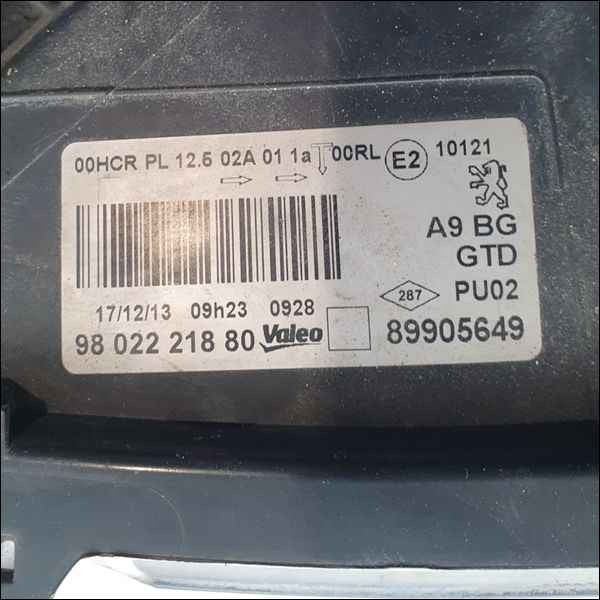 00HCR PL 12.5 02A 01 1a 00RL E2 10121
A9 BG
GTD
17/12/13 09h23 0928 287 PU02
98 022 218 80 Valeo 89905649